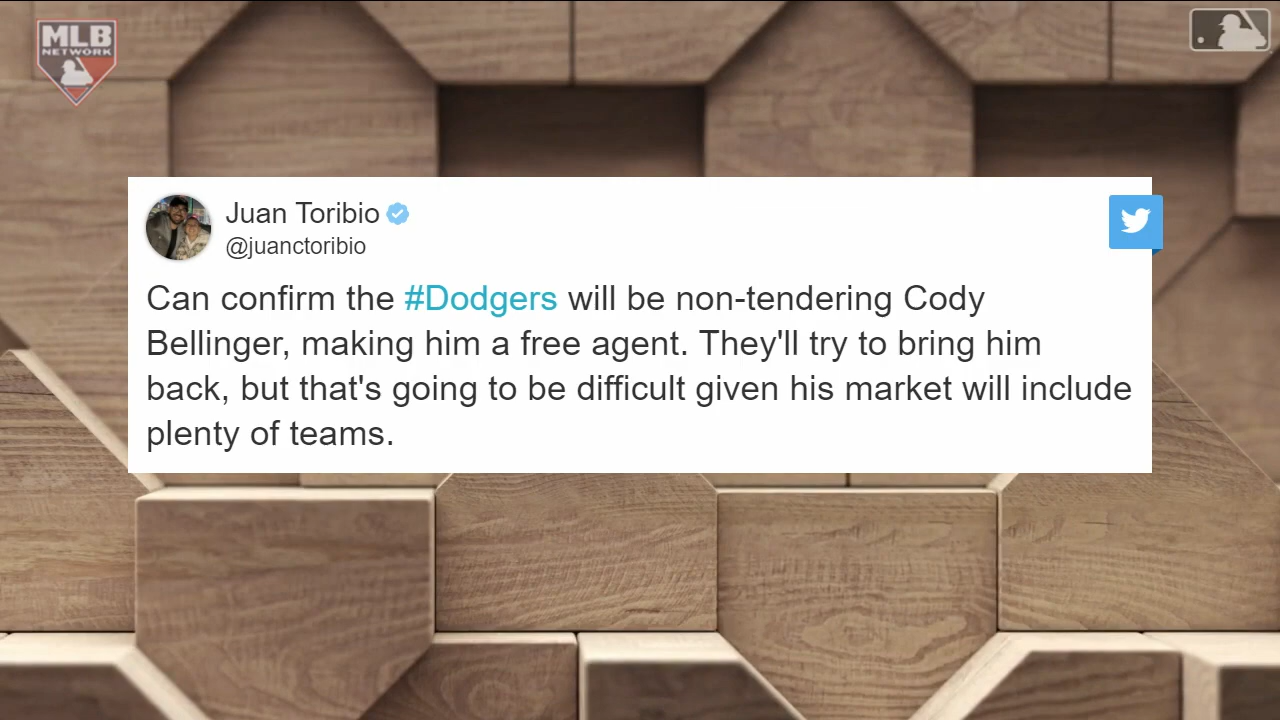 MLB
NETWORK
Juan Toribio
@juanctoribio
Can confirm the #Dodgers will be non-tendering Cody
Bellinger, making him a free agent. They'll try to bring him
back, but that's going to be difficult given his market will include
plenty of teams.